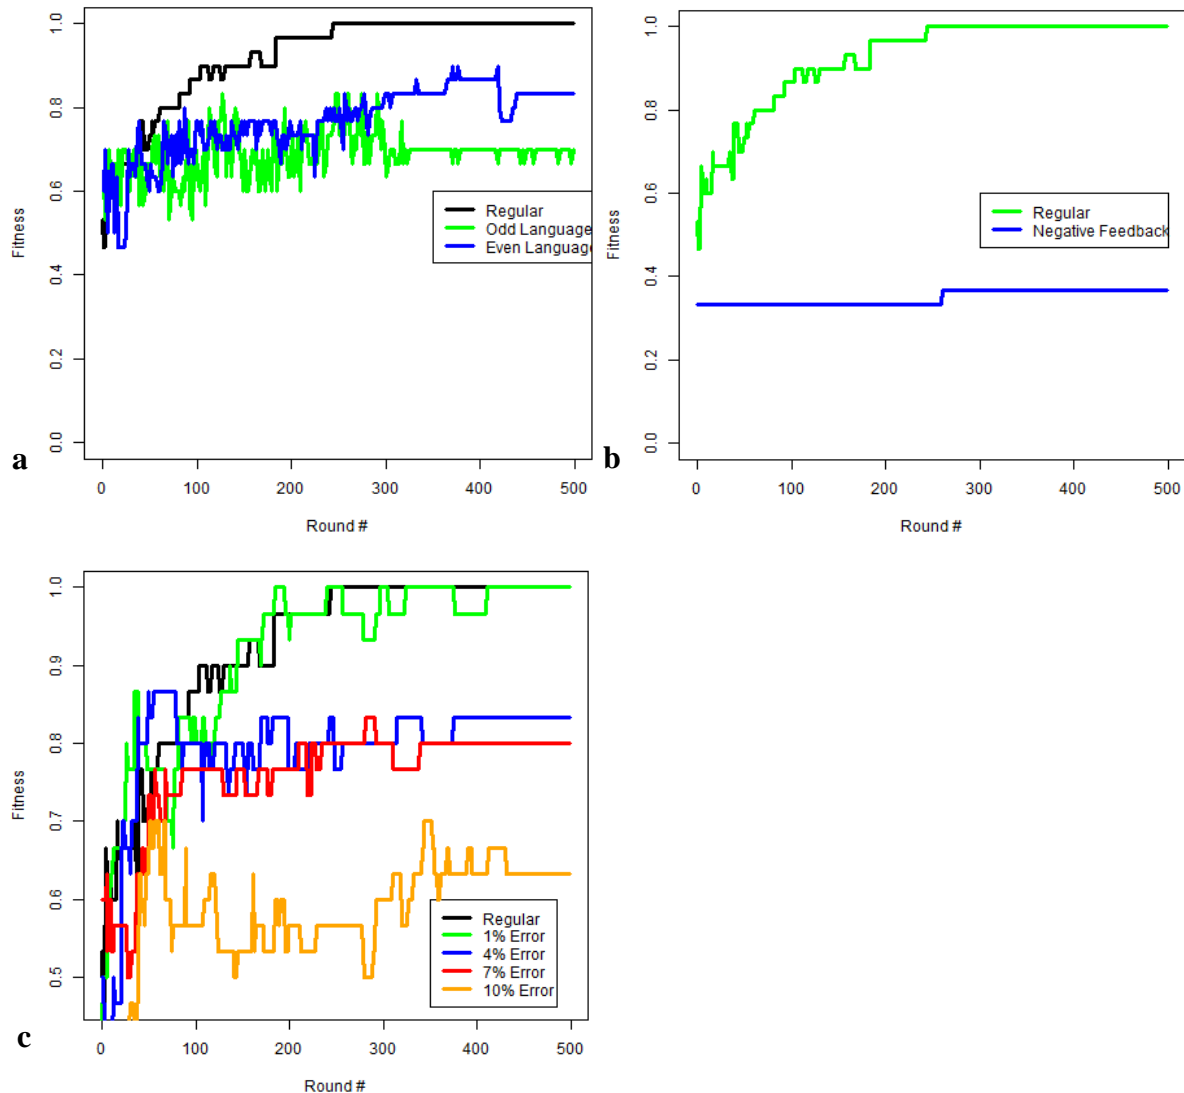 Fitness
1.0
0.8
0.6
0.4
0.2
0.0
0 100 200 300 400 500
Round #
Regular
Odd Language
Even Language
a
Fitness
1.0
0.8
0.6
0.4
0.2
0.0
0 100 200 300 400 500
Round #
Regular
Negative Feedback
b
Fitness
1.0
0.9
0.8
0.7
0.6
0.5
0 100 200 300 400 500
Round #
Regular
1% Error
4% Error
7% Error
10% Error
c